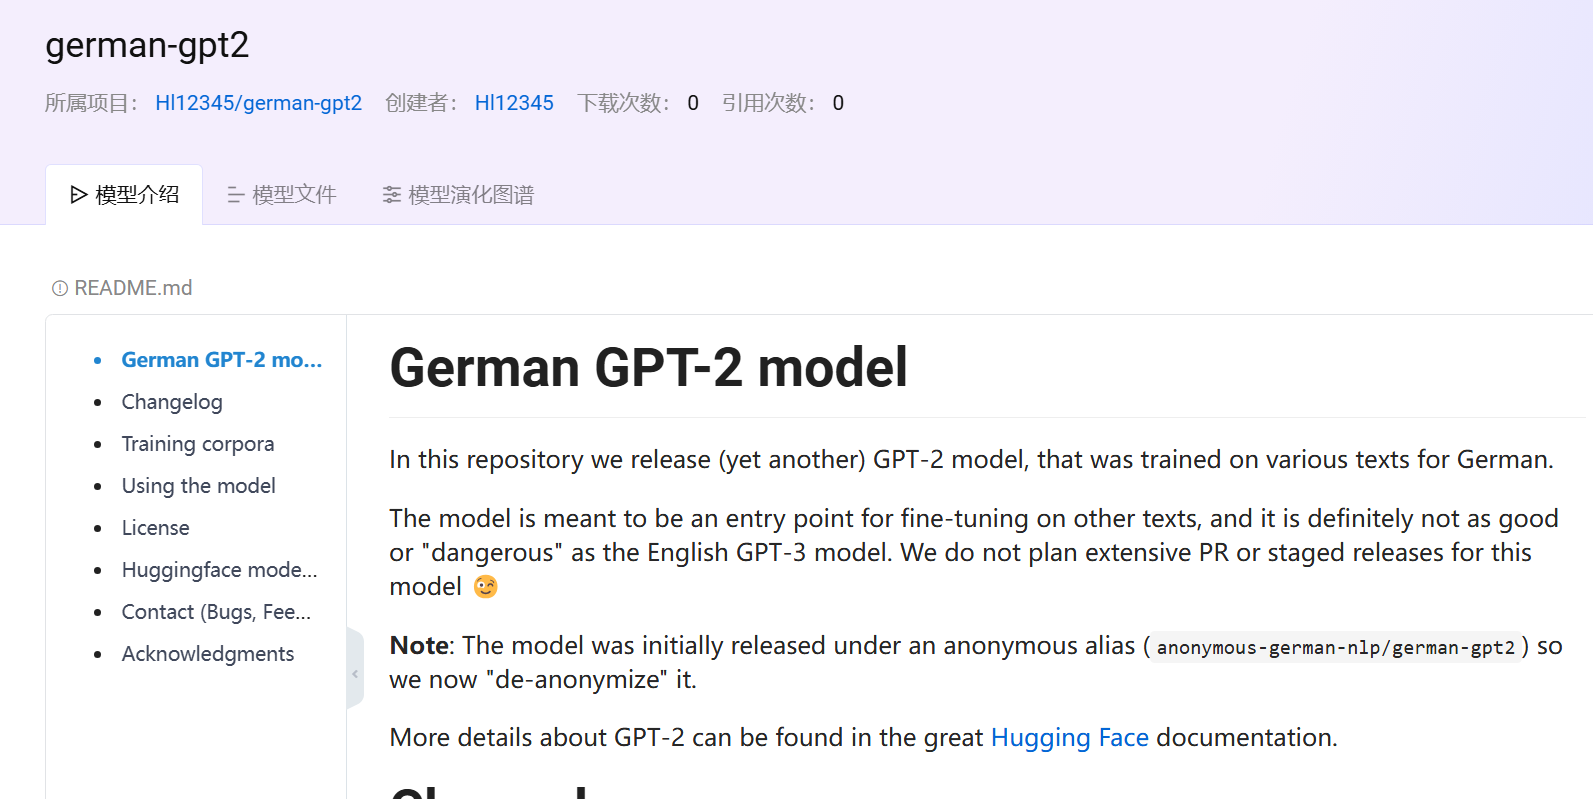 german-gpt2
所属项目： Hl12345/german-gpt2 创建者： Hl12345 下载次数： 0 引用次数： 0
模型介绍 模型文件 模型演化图谱
README.md
German GPT-2 mo...
Changelog
Training corpora
Using the model
License
Huggingface mode...
Contact (Bugs, Fee...
Acknowledgments
German GPT-2 model
In this repository we release (yet another) GPT-2 model, that was trained on various texts for German.
The model is meant to be an entry point for fine-tuning on other texts, and it is definitely not as good
or "dangerous" as the English GPT-3 model. We do not plan extensive PR or staged releases for this
model 😉
Note: The model was initially released under an anonymous alias (anonymous-german-nlp/german-gpt2) so
we now "de-anonymize" it.
More details about GPT-2 can be found in the great Hugging Face documentation.